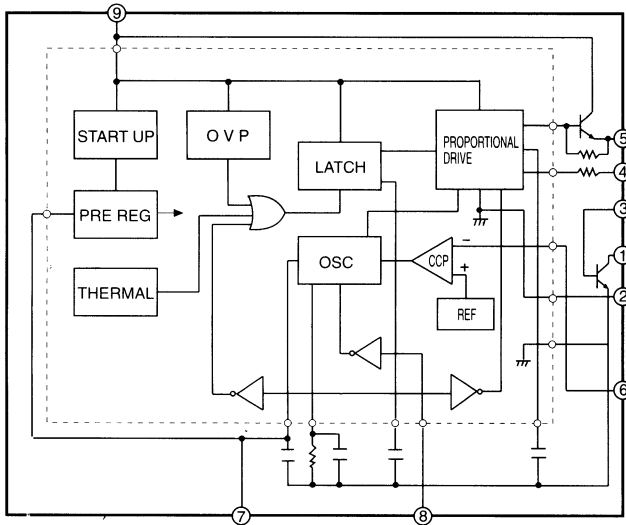 9
START UP
O V P
PROPORTIONAL
DRIVE
5
LATCH
4
PRE REG
3
OSC
−
CCP
+
1
THERMAL
REF
2
6
7
8